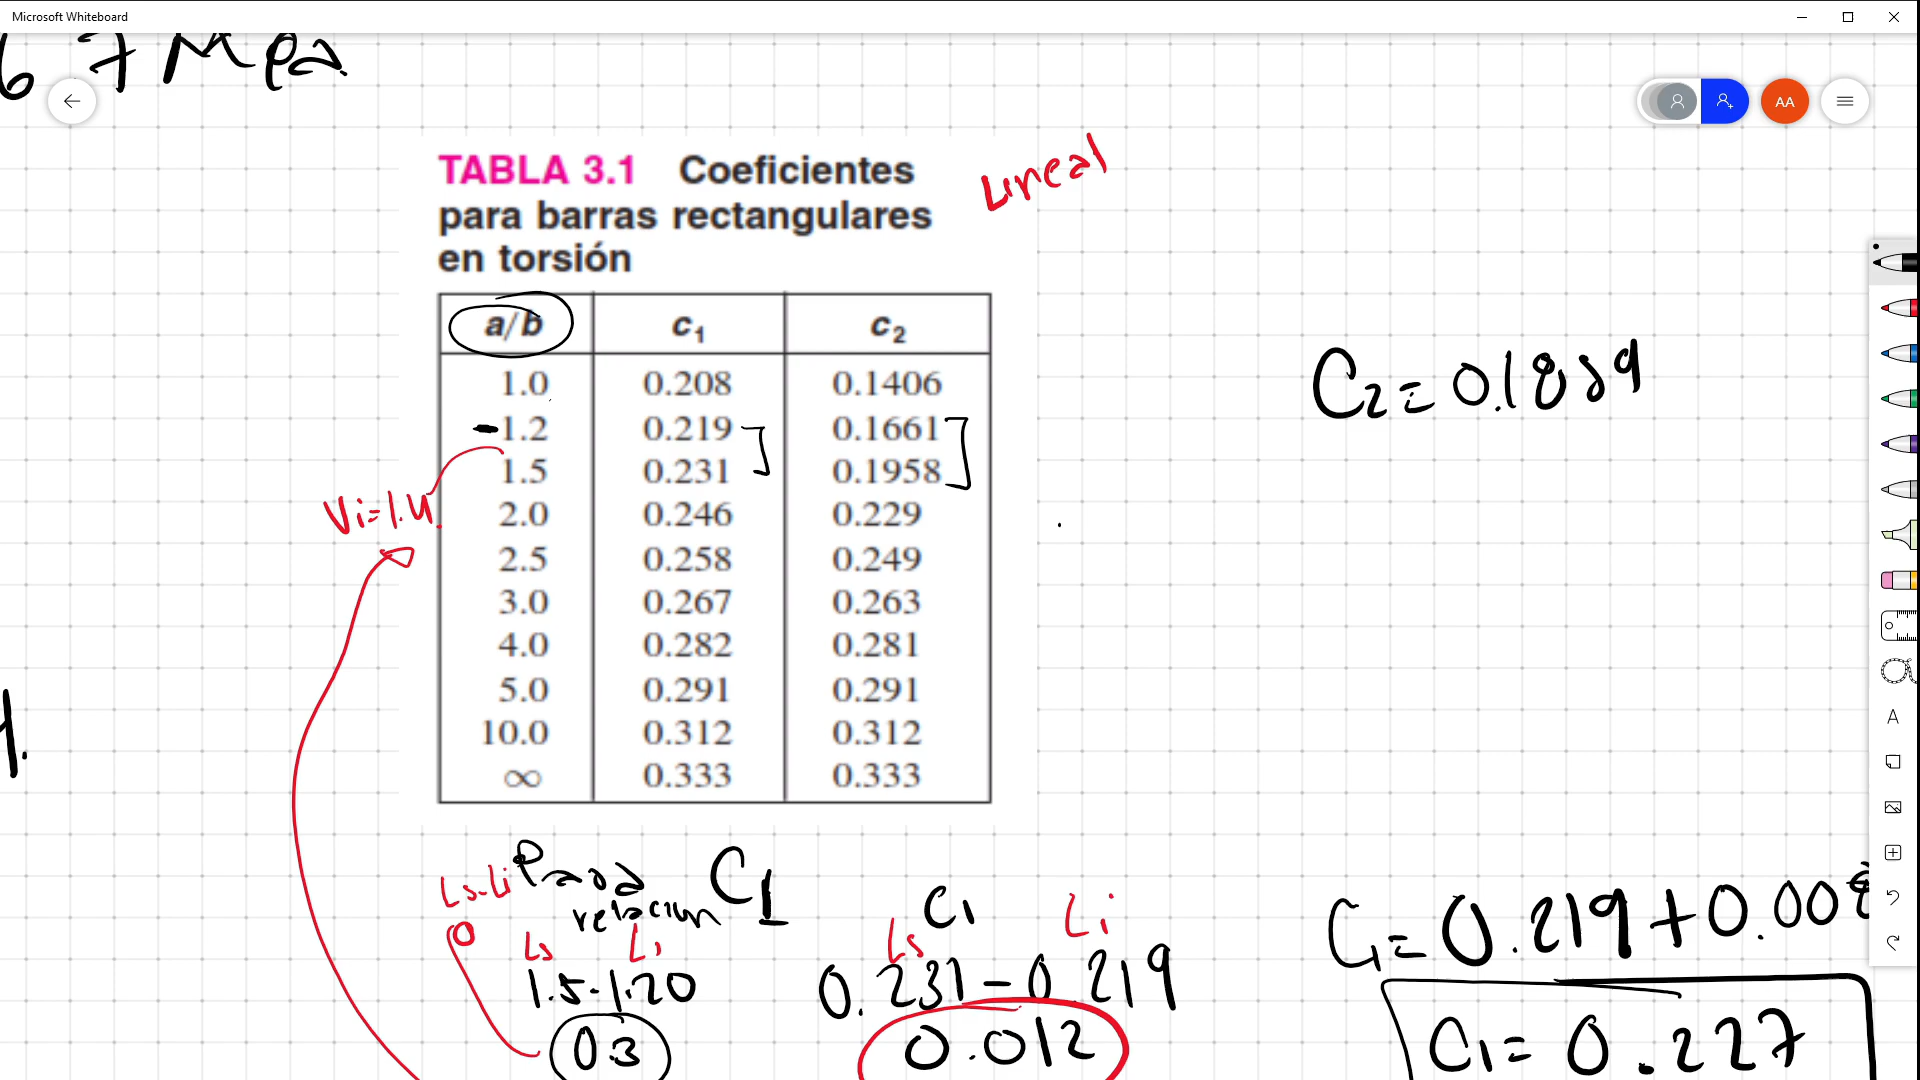 Microsoft Whiteboard
67 Mpa.
AA
TABLA 3.1 Coeficientes
para barras rectangulares
en torsión
Lineal
a/b c₁ c₂
1.0 0.208 0.1406
1.2 0.219 0.1661
1.5 0.231 0.1958
2.0 0.246 0.229
2.5 0.258 0.249
3.0 0.267 0.263
4.0 0.282 0.281
5.0 0.291 0.291
10.0 0.312 0.312
∞ 0.333 0.333
Vi=1.4
C2=0.1859
Ls-Li
Para C1
relacion
Ls Li
1.5-1.20
0.3
C1
Ls Li
0.231-0.219
0.012
C1=0.219+0.008
C1=0.227
A